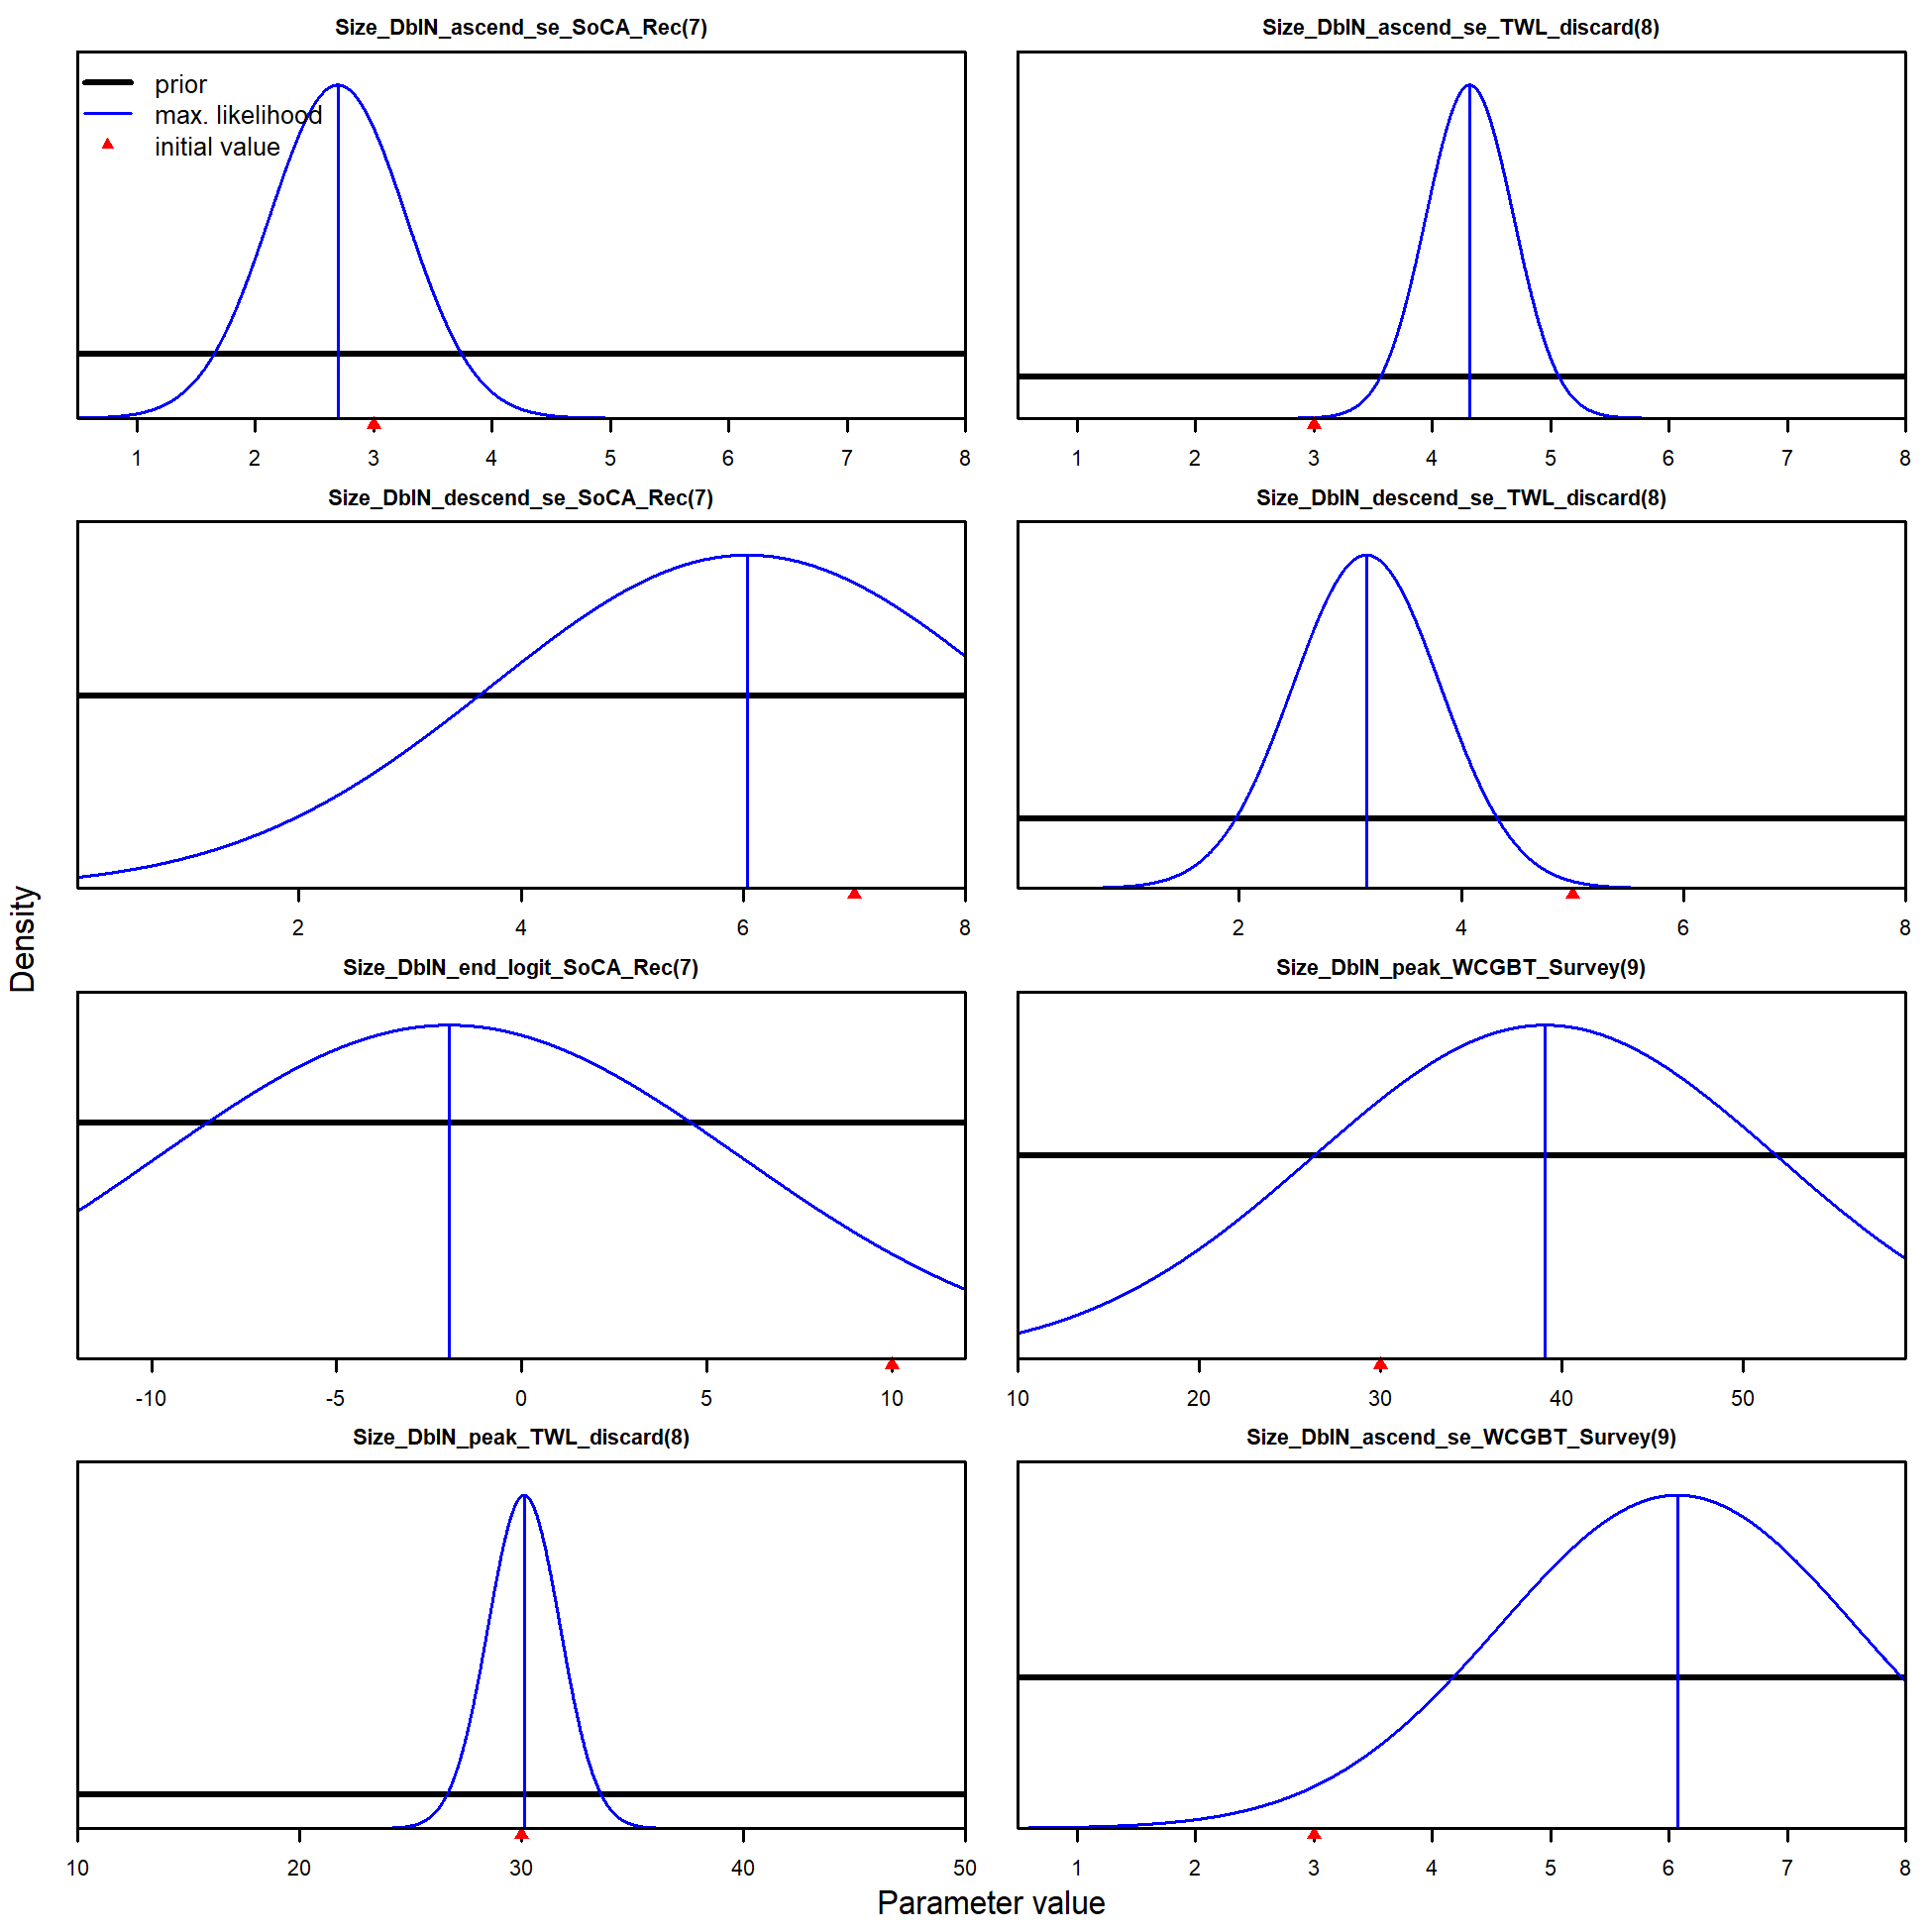 Size_DblN_ascend_se_SoCA_Rec(7)
prior
max. likelihood
initial value
1 2 3 4 5 6 7 8
Size_DblN_ascend_se_TWL_discard(8)
1 2 3 4 5 6 7 8
Size_DblN_descend_se_SoCA_Rec(7)
2 4 6 8
Size_DblN_descend_se_TWL_discard(8)
2 4 6 8
Size_DblN_end_logit_SoCA_Rec(7)
-10 -5 0 5 10
Size_DblN_peak_WCGBT_Survey(9)
10 20 30 40 50
Size_DblN_peak_TWL_discard(8)
10 20 30 40 50
Size_DblN_ascend_se_WCGBT_Survey(9)
1 2 3 4 5 6 7 8
Density
Parameter value